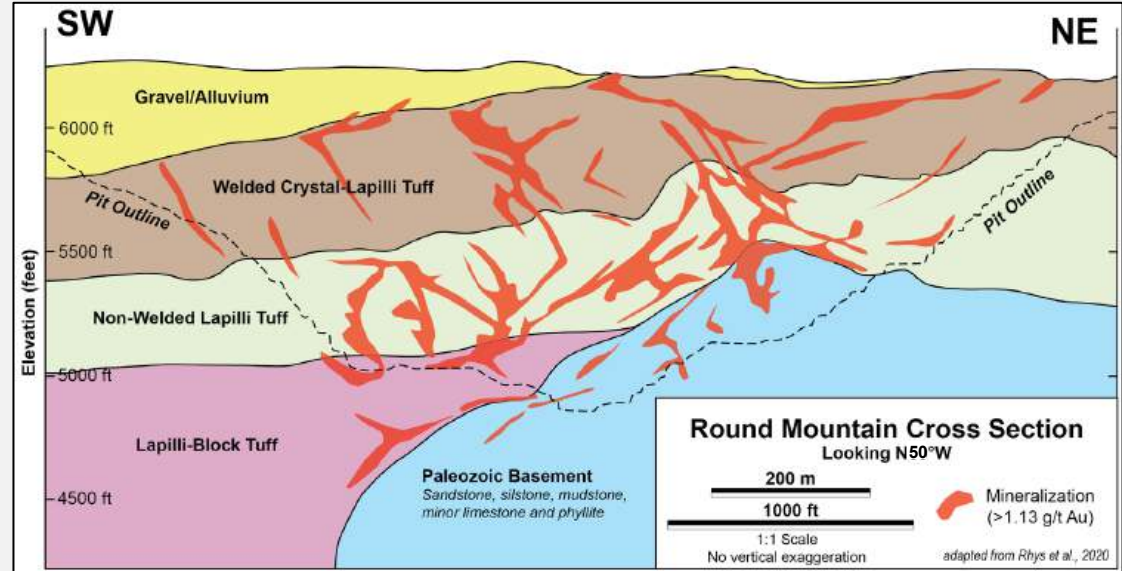 SW
NE
Gravel/Alluvium
6000 ft
Welded Crystal-Lapilli Tuff
Pit Outline
Pit Outline
5500 ft
Elevation (feet)
Non-Welded Lapilli Tuff
5000 ft
Lapilli-Block Tuff
4500 ft
Paleozoic Basement
Sandstone, silstone, mudstone,
minor limestone and phyllite
Round Mountain Cross Section
Looking N50°W
200 m
1000 ft
1:1 Scale
No vertical exaggeration
Mineralization
(>1.13 g/t Au)
adapted from Rhys et al., 2020